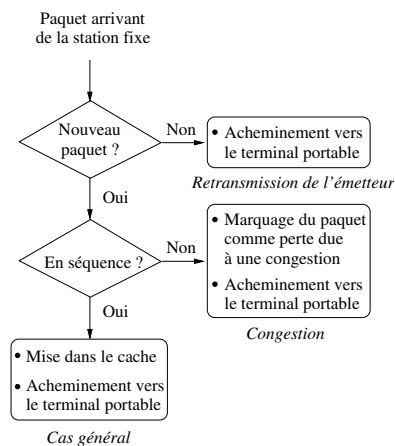 Paquet arrivant
de la station fixe
Nouveau
paquet ?
Non
• Acheminement vers
le terminal portable
Retransmission de l'émetteur
Oui
En séquence ?
Non
• Marquage du paquet
comme perte due
à une congestion
• Acheminement vers
le terminal portable
Congestion
Oui
• Mise dans le cache
• Acheminement vers
le terminal portable
Cas général